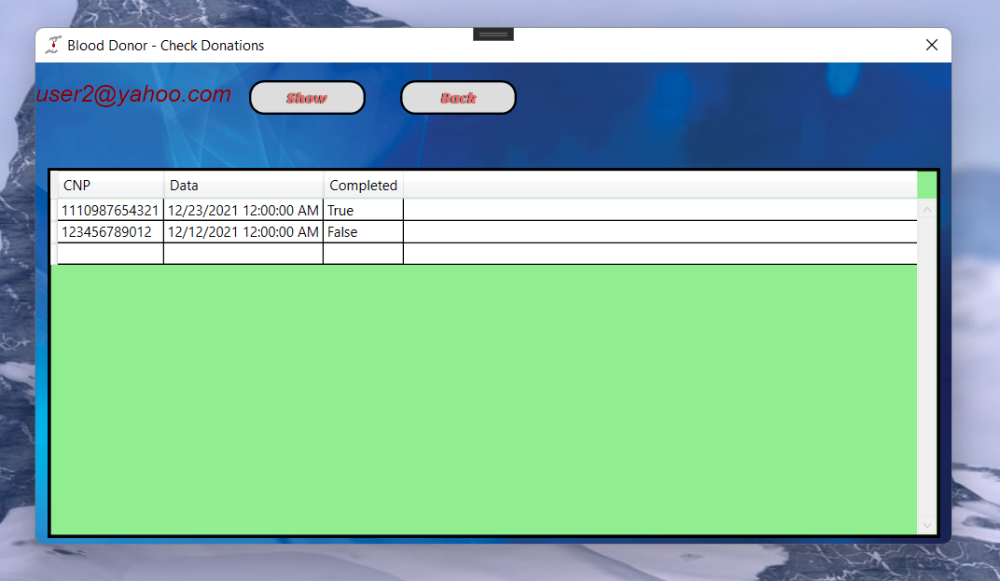 Blood Donor - Check Donations
user2@yahoo.com Show Back
CNP Data Completed
1110987654321 12/23/2021 12:00:00 AM True
123456789012 12/12/2021 12:00:00 AM False